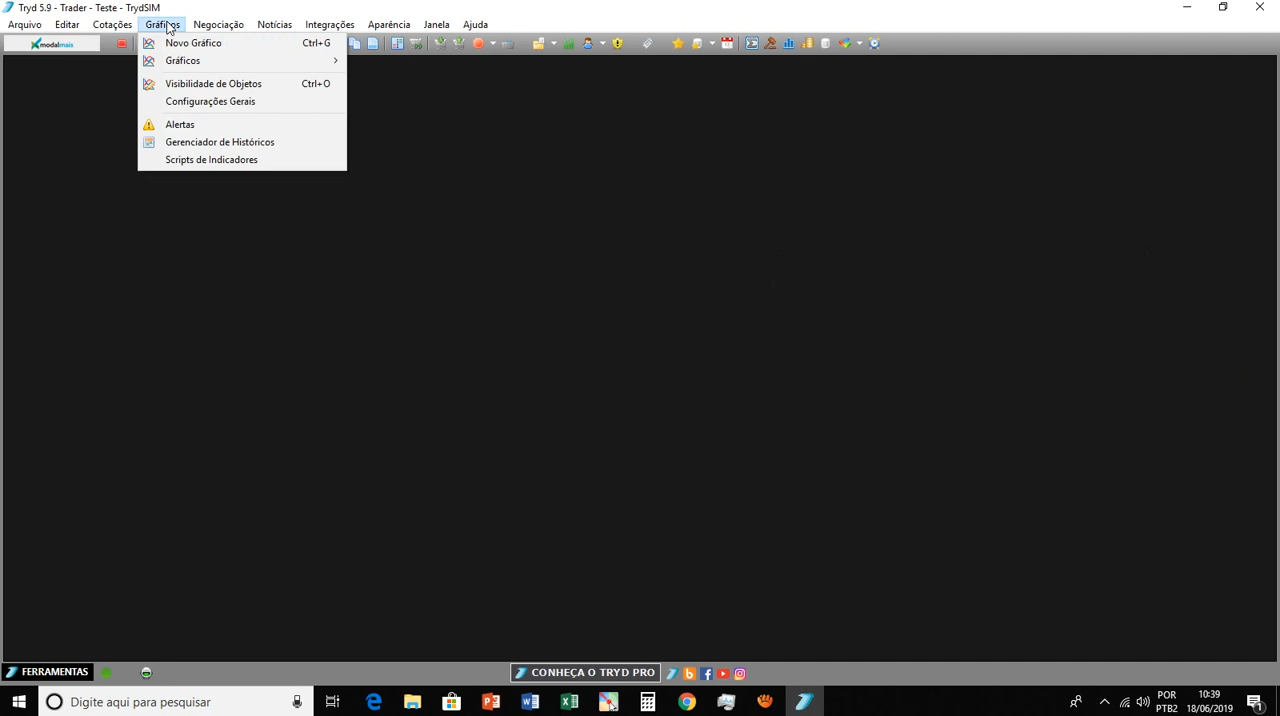 Tryd 5.9 - Trader - Teste - TrydSIM
Arquivo Editar Cotações Gráficos Negociação Notícias Integrações Aparência Janela Ajuda
modalmais
Novo Gráfico Ctrl+G
Gráficos
Visibilidade de Objetos Ctrl+O
Configurações Gerais
Alertas
Gerenciador de Históricos
Scripts de Indicadores
FERRAMENTAS CONHEÇA O TRYD PRO
Digite aqui para pesquisar
POR 10:39
PTB2 18/06/2019
1